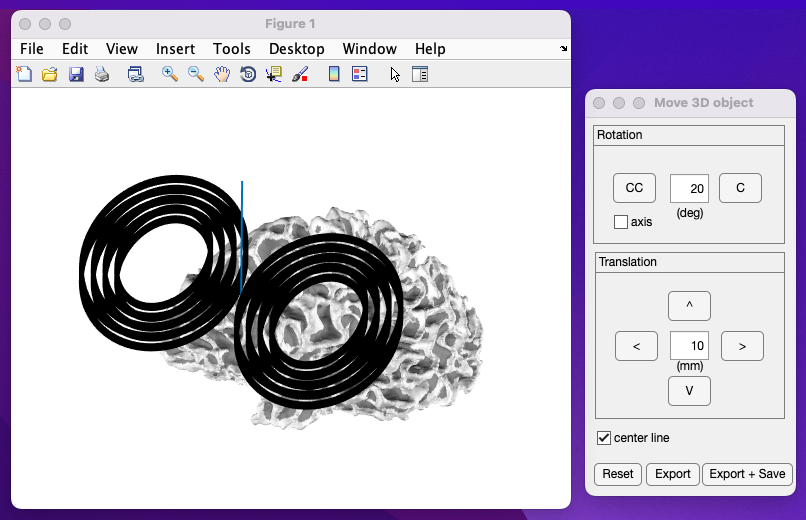 Figure 1
File Edit View Insert Tools Desktop Window Help
Move 3D object
Rotation
CC 20 C
(deg)
axis
Translation
^
< 10 >
(mm)
V
center line
Reset Export Export + Save